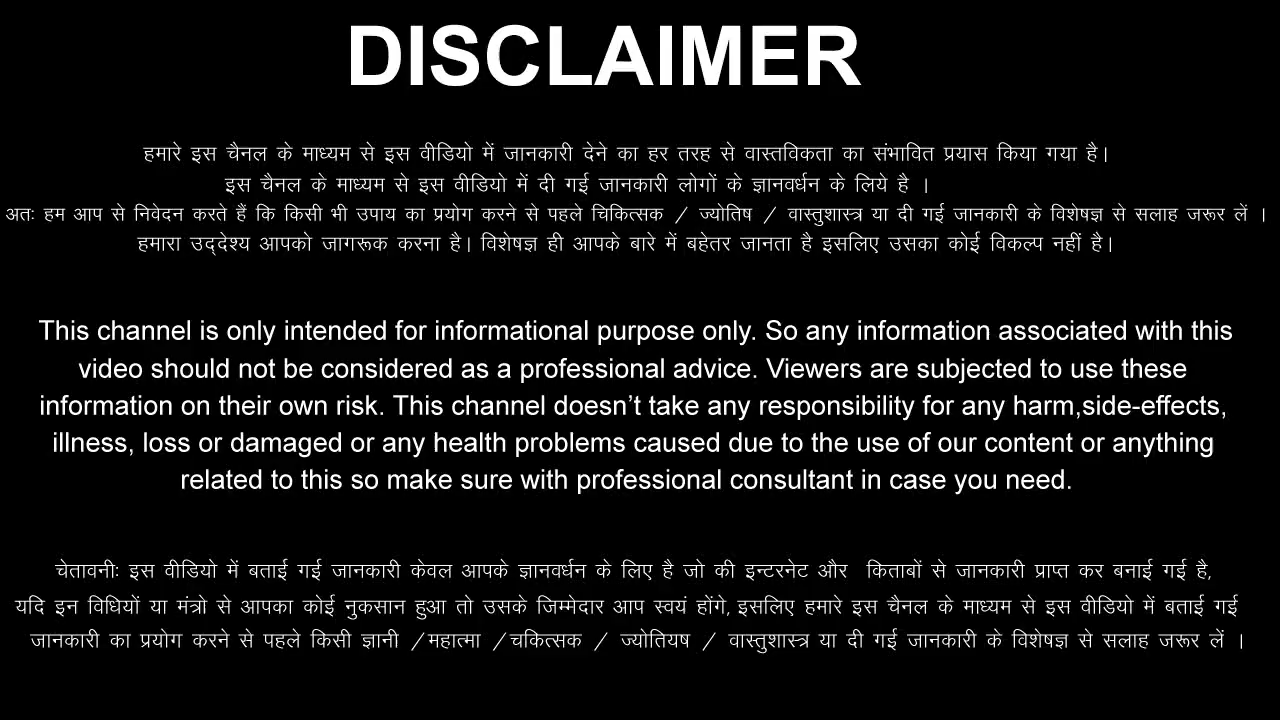 DISCLAIMER
हमारे इस चैनल के माध्यम से इस वीडियो में जानकारी देने का हर तरह से वास्तविकता का संभावित प्रयास किया गया है।
इस चैनल के माध्यम से इस वीडियो में दी गई जानकारी लोगों के ज्ञानवर्धन के लिये है ।
अतः हम आप से निवेदन करते हैं कि किसी भी उपाय का प्रयोग करने से पहले चिकित्सक / ज्योतिष / वास्तुशास्त्र या दी गई जानकारी के विशेषज्ञ से सलाह जरूर लें ।
हमारा उद्देश्य आपको जागरूक करना है। विशेषज्ञ ही आपके बारे में बहेतर जानता है इसलिए उसका कोई विकल्प नहीं है।
This channel is only intended for informational purpose only. So any information associated with this
video should not be considered as a professional advice. Viewers are subjected to use these
information on their own risk. This channel doesn’t take any responsibility for any harm,side-effects,
illness, loss or damaged or any health problems caused due to the use of our content or anything
related to this so make sure with professional consultant in case you need.
चेतावनीः इस वीडियो में बताई गई जानकारी केवल आपके ज्ञानवर्धन के लिए है जो की इन्टरनेट और किताबों से जानकारी प्राप्त कर बनाई गई है,
यदि इन विधियों या मंत्रो से आपका कोई नुकसान हुआ तो उसके जिम्मेदार आप स्वयं होंगे, इसलिए हमारे इस चैनल के माध्यम से इस वीडियो में बताई गई
जानकारी का प्रयोग करने से पहले किसी ज्ञानी /महात्मा /चकित्सक / ज्योतियष / वास्तुशास्त्र या दी गई जानकारी के विशेषज्ञ से सलाह जरूर लें ।